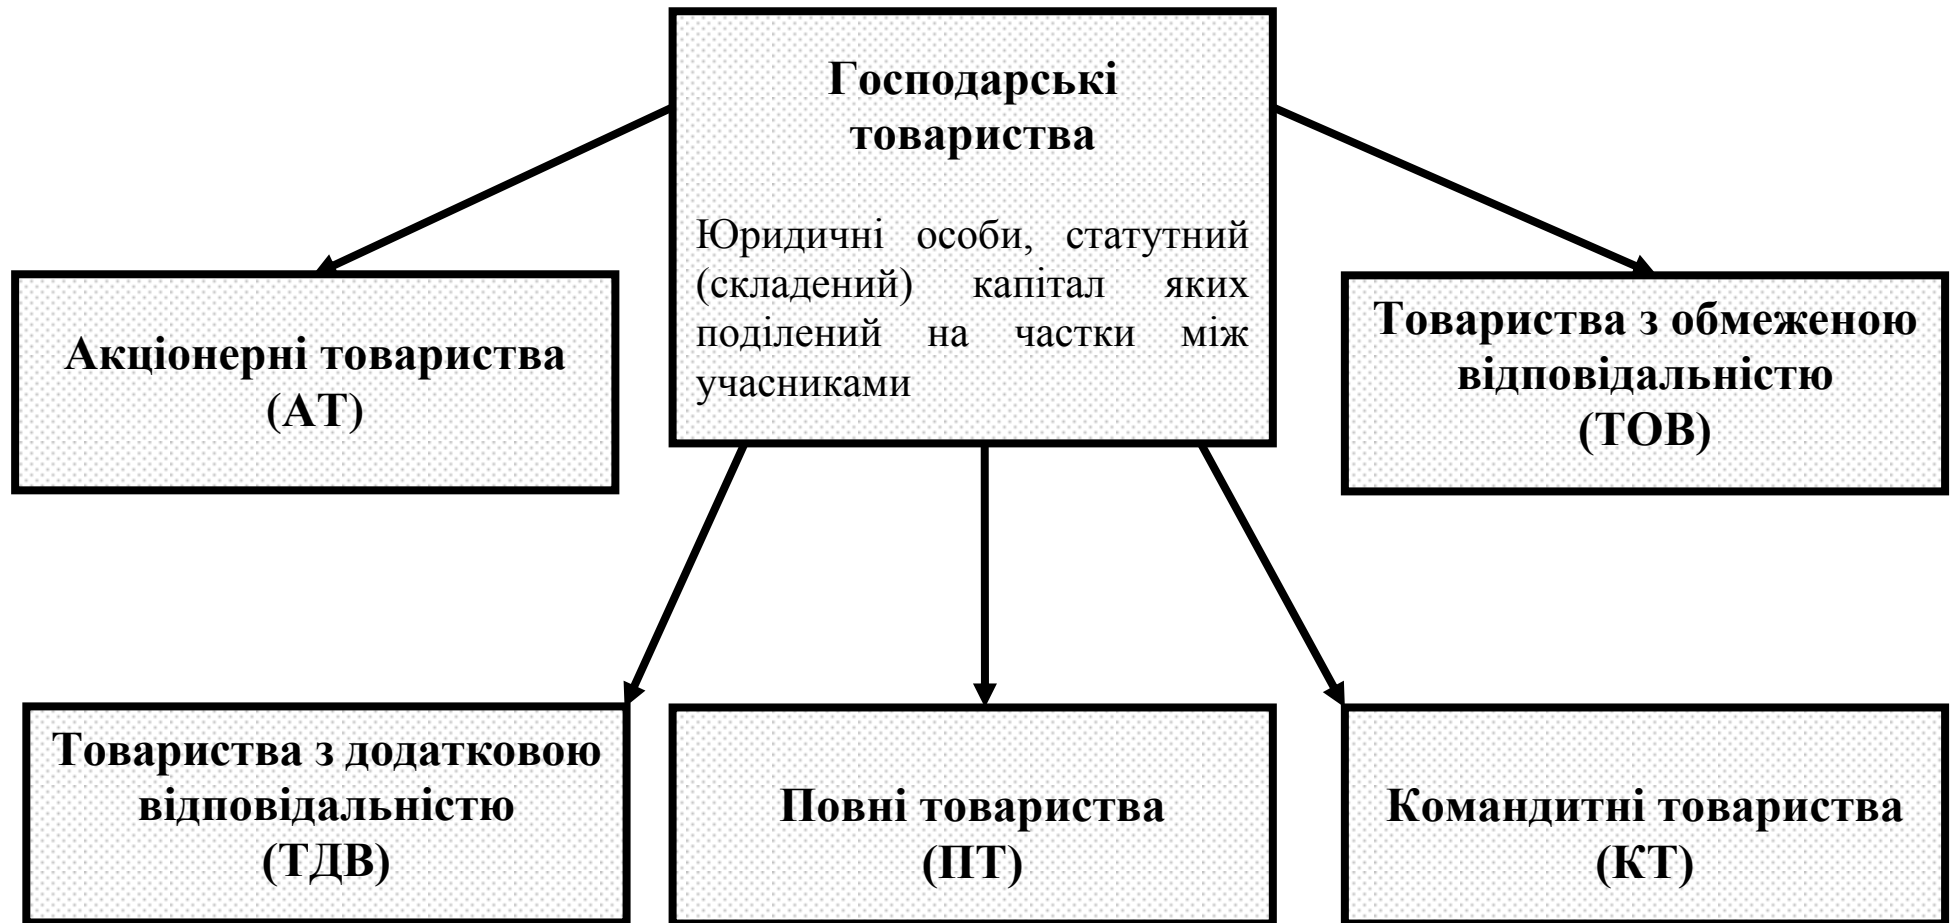 Господарські
товариства
Юридичні особи, статутний
(складений) капітал яких
поділений на частки між
учасниками
Акціонерні товариства
(АТ)
Товариства з обмеженою
відповідальністю
(ТОВ)
Товариства з додатковою
відповідальністю
(ТДВ)
Повні товариства
(ПТ)
Командитні товариства
(КТ)